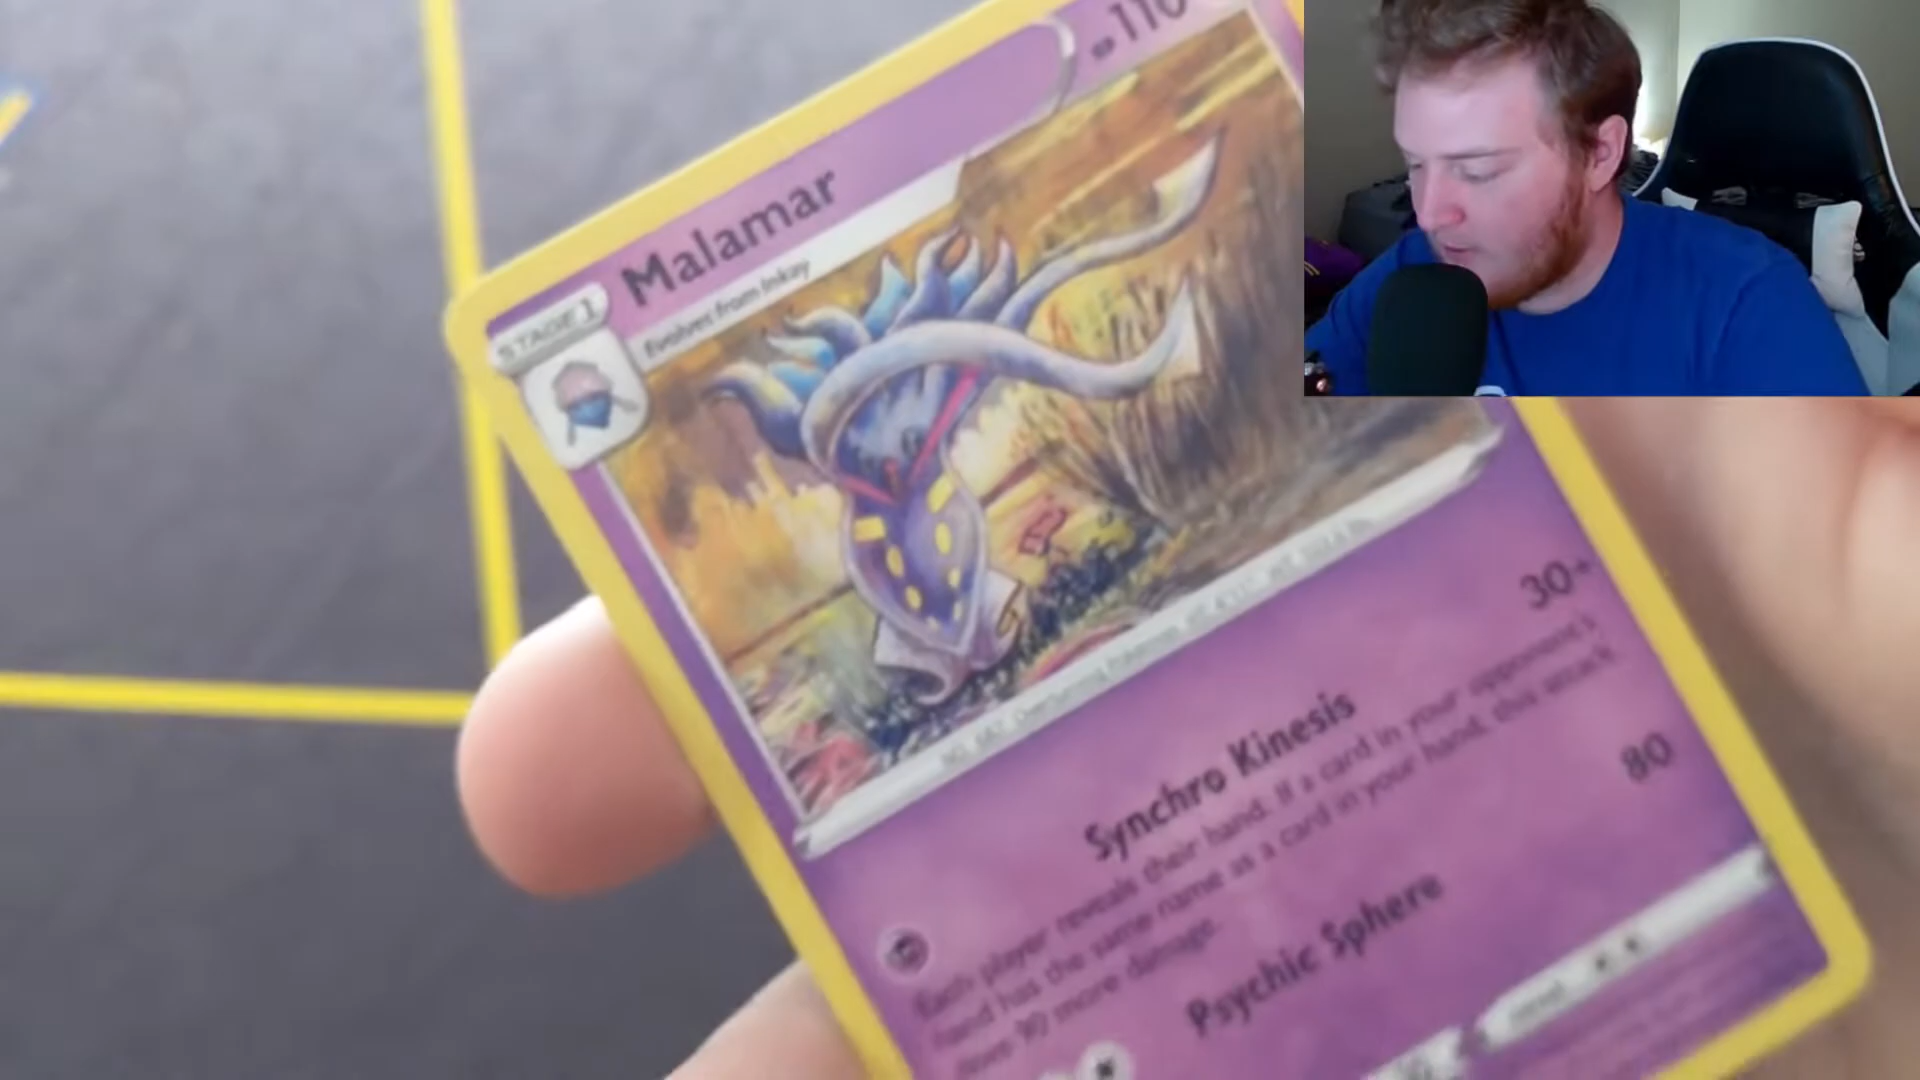 STAGE 1
Malamar
110
Evolves from Inkay
Synchro Kinesis
30+
Each player reveals their hand. If a card in your opponent's
hand has the same name as a card in your hand, this attack
does 90 more damage.
Psychic Sphere
80